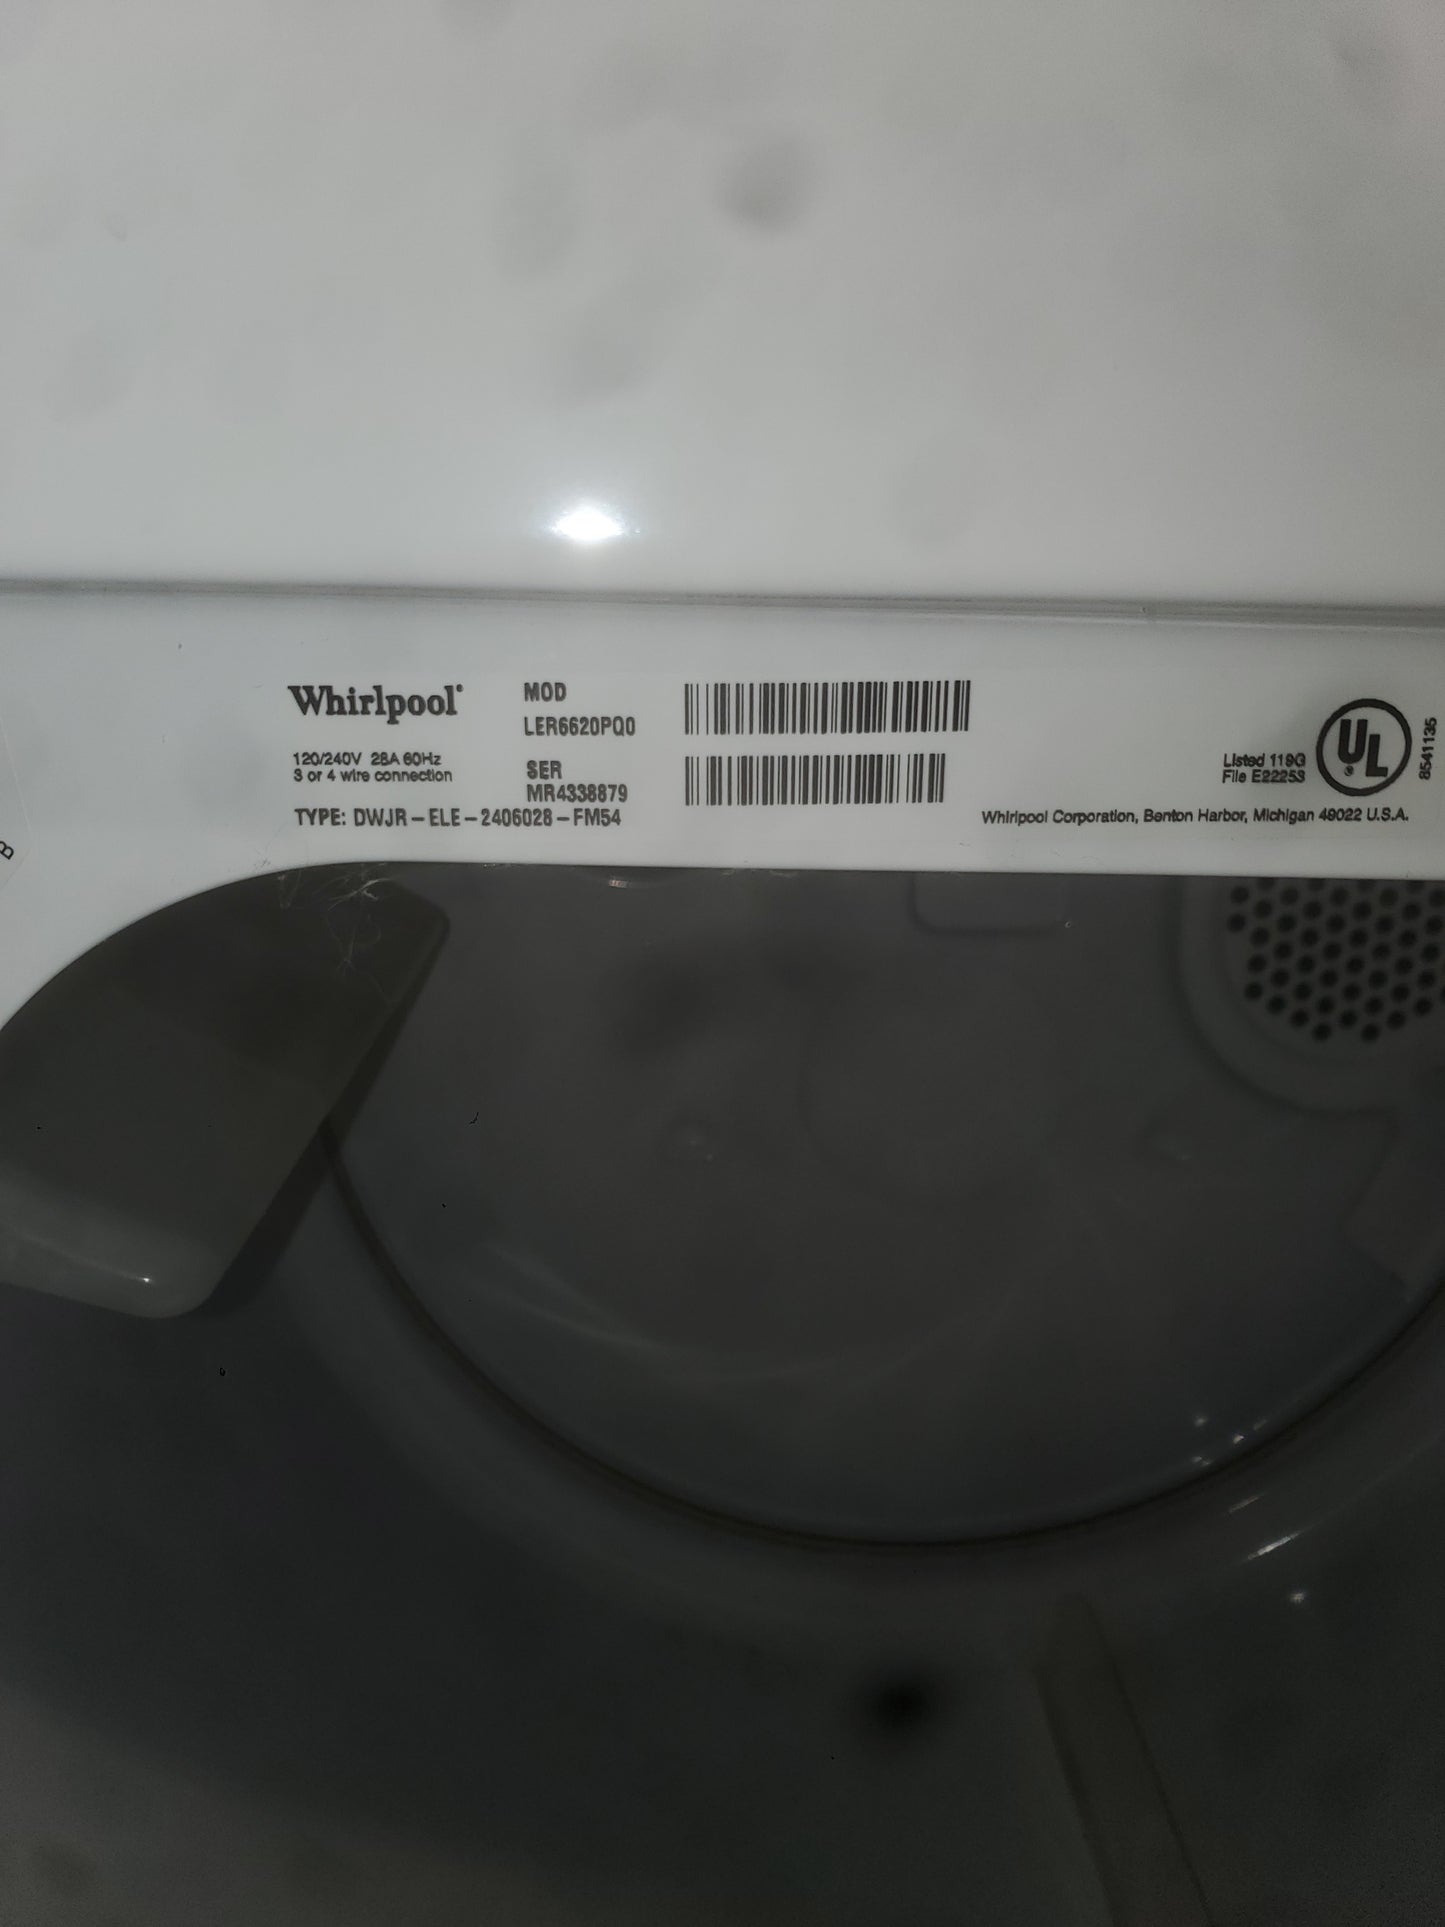 Whirlpool®
MOD
LER6620PQ0
120/240V 28A 60Hz
3 or 4 wire connection
SER
MR4338879
TYPE: DWJR-ELE-2406028-FM54
Listed 119G
File E22253
UL
8541135
Whirlpool Corporation, Benton Harbor, Michigan 49022 U.S.A.
B